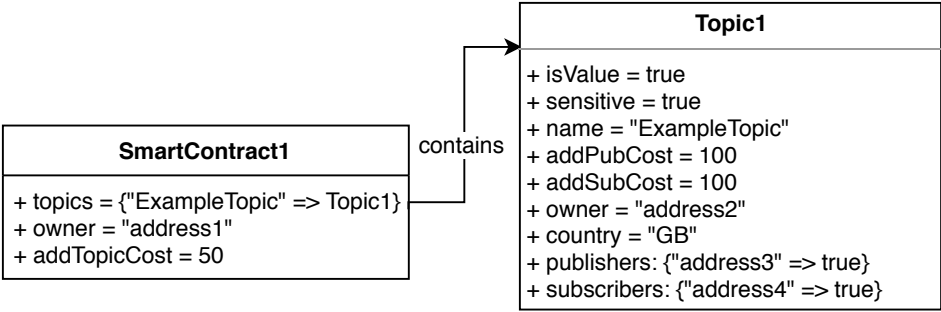 SmartContract1
+ topics = {"ExampleTopic" => Topic1}
+ owner = "address1"
+ addTopicCost = 50
contains
Topic1
+ isValue = true
+ sensitive = true
+ name = "ExampleTopic"
+ addPubCost = 100
+ addSubCost = 100
+ owner = "address2"
+ country = "GB"
+ publishers: {"address3" => true}
+ subscribers: {"address4" => true}